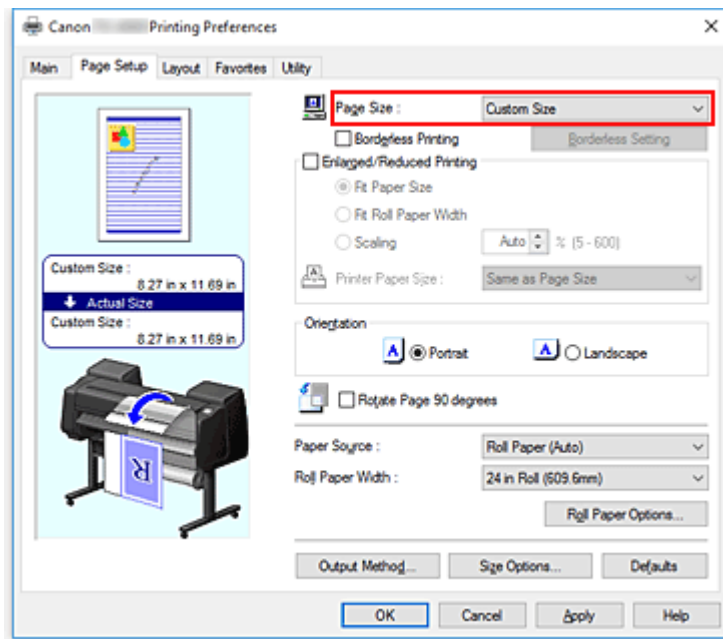 Canon Printing Preferences
Main Page Setup Layout Favorites Utility
Page Size : Custom Size
Borderless Printing Borderless Setting
Enlarged/Reduced Printing
Fit Paper Size
Fit Roll Paper Width
Scaling Auto % (5 - 600)
Printer Paper Size : Same as Page Size
Custom Size :
8.27 in x 11.69 in
Actual Size
Custom Size :
8.27 in x 11.69 in
Orientation
A Portrait A Landscape
Rotate Page 90 degrees
R
Paper Source : Roll Paper (Auto)
Roll Paper Width : 24 in Roll (609.6mm)
Roll Paper Options...
Output Method... Size Options... Defaults
OK Cancel Apply Help